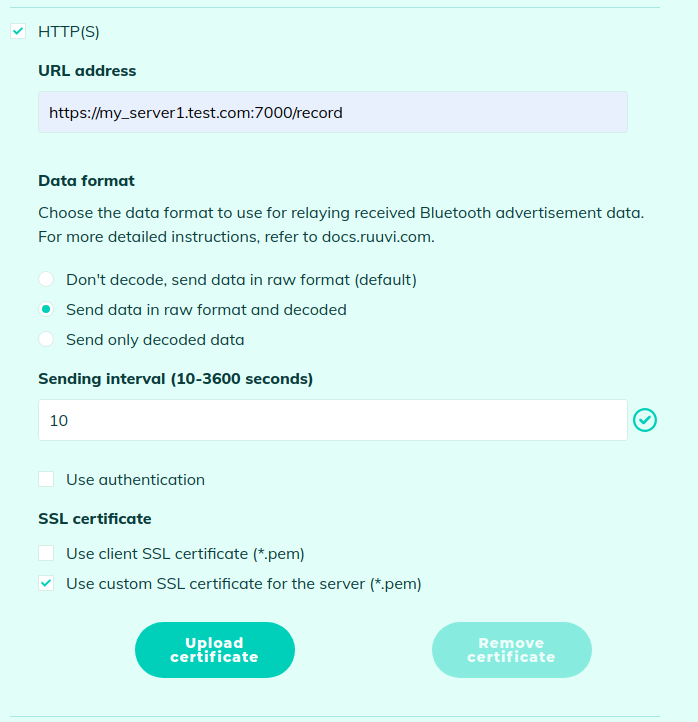 HTTP(S)
URL address
https://my_server1.test.com:7000/record
Data format
Choose the data format to use for relaying received Bluetooth advertisement data.
For more detailed instructions, refer to docs.ruuvi.com.
Don't decode, send data in raw format (default)
Send data in raw format and decoded
Send only decoded data
Sending interval (10-3600 seconds)
10
Use authentication
SSL certificate
Use client SSL certificate (*.pem)
Use custom SSL certificate for the server (*.pem)
Upload
certificate
Remove
certificate